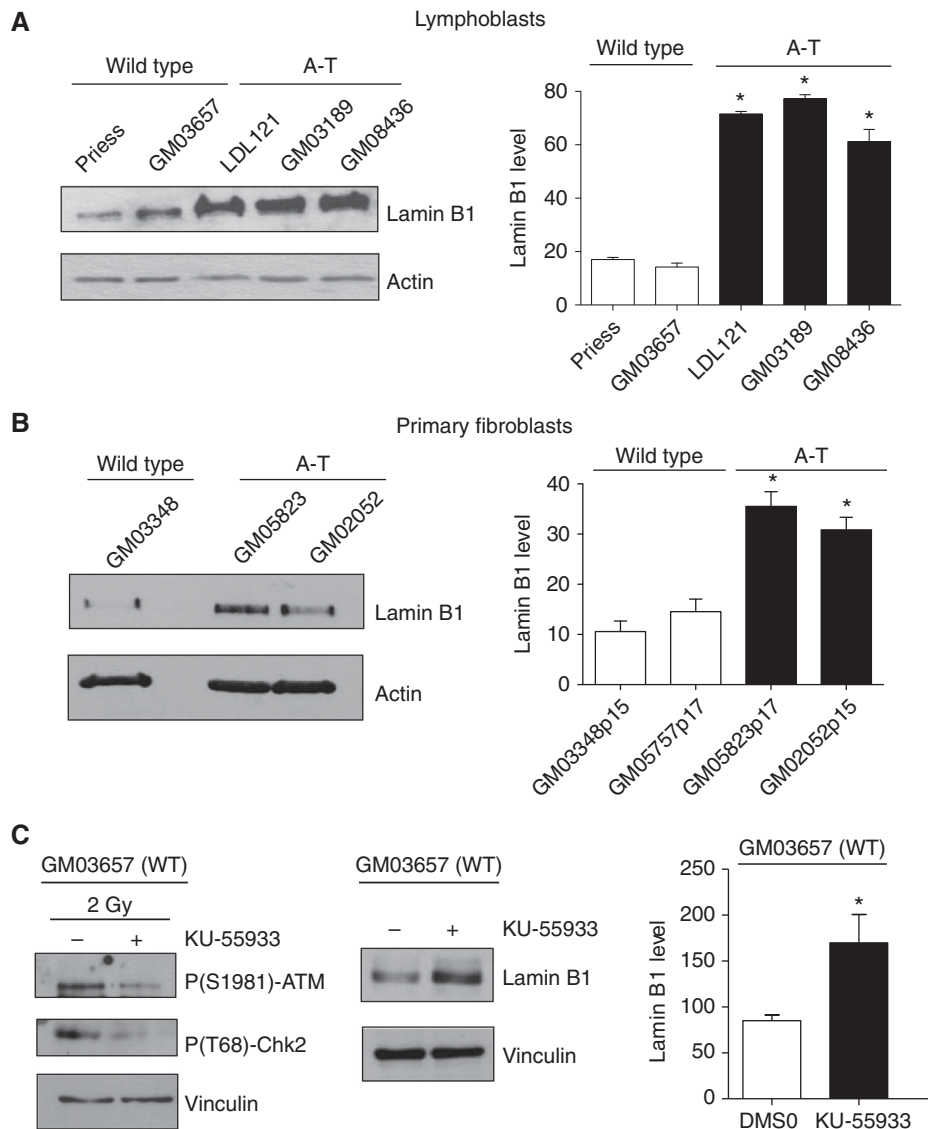 A
Lymphoblasts
Wild type A-T
Priess GM03657 LDL121 GM03189 GM08436
Lamin B1
Actin
Wild type A-T
Lamin B1 level
80
60
40
20
0
* * *
Priess GM03657 LDL121 GM03189 GM08436
B
Primary fibroblasts
Wild type A-T
GM03348 GM05823 GM02052
Lamin B1
Actin
Wild type A-T
Lamin B1 level
40
30
20
10
0
* *
GM03348p15 GM05757p17 GM05823p17 GM02052p15
C
GM03657 (WT)
2 Gy
– + KU-55933
P(S1981)-ATM
P(T68)-Chk2
Vinculin
GM03657 (WT)
– + KU-55933
Lamin B1
Vinculin
GM03657 (WT)
Lamin B1 level
250
200
150
100
50
0
*
DMS0 KU-55933